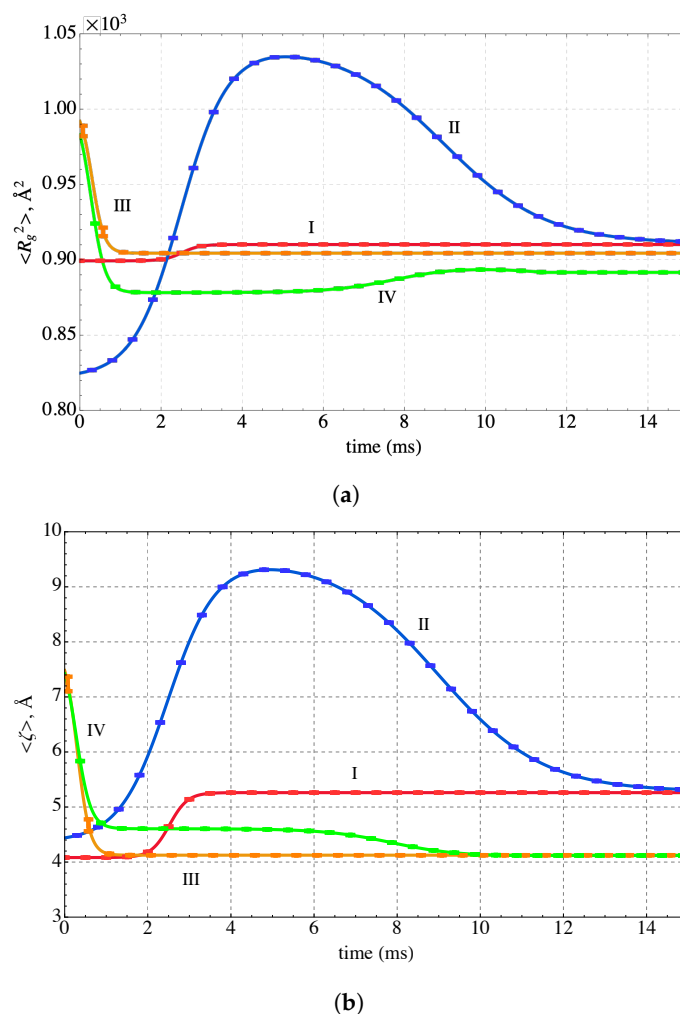 ×10³
1.05
1.00
0.95
0.90
0.85
0.80
<R_g²>, Å²
I
II
III
IV
0 2 4 6 8 10 12 14
time (ms)
(a)
10
9
8
7
6
5
4
3
<ζ>, Å
II
IV
I
III
0 2 4 6 8 10 12 14
time (ms)
(b)